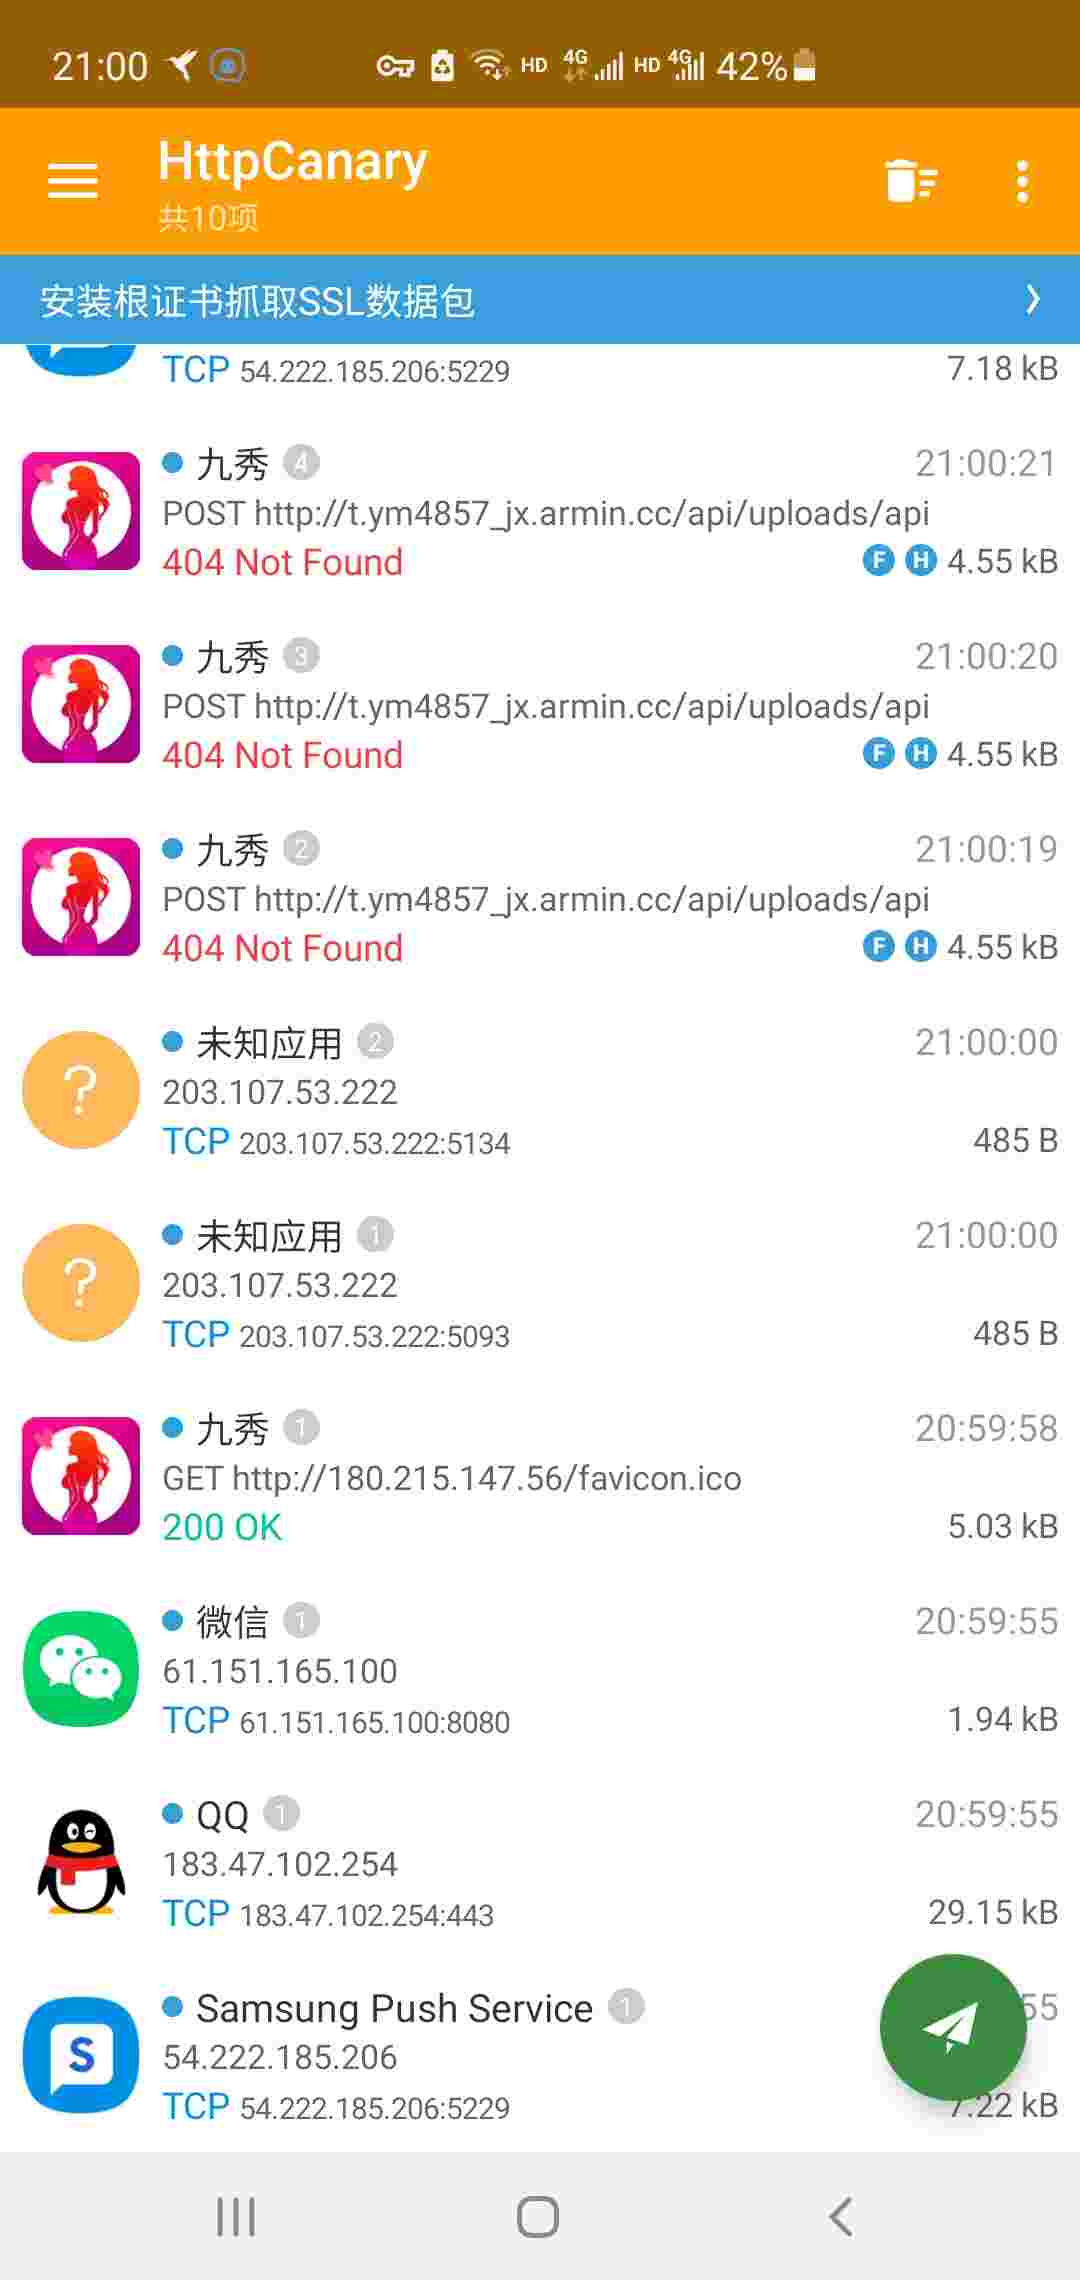 21:00 HD 4G HD 4G 42%
HttpCanary
共10项
安装根证书抓取SSL数据包
TCP 54.222.185.206:5229 7.18 kB
九秀 4 21:00:21
POST http://t.ym4857_jx.armin.cc/api/uploads/api
404 Not Found F H 4.55 kB
九秀 3 21:00:20
POST http://t.ym4857_jx.armin.cc/api/uploads/api
404 Not Found F H 4.55 kB
九秀 2 21:00:19
POST http://t.ym4857_jx.armin.cc/api/uploads/api
404 Not Found F H 4.55 kB
? 未知应用 2 21:00:00
203.107.53.222
TCP 203.107.53.222:5134 485 B
? 未知应用 1 21:00:00
203.107.53.222
TCP 203.107.53.222:5093 485 B
九秀 1 20:59:58
GET http://180.215.147.56/favicon.ico
200 OK 5.03 kB
微信 1 20:59:55
61.151.165.100
TCP 61.151.165.100:8080 1.94 kB
QQ 1 20:59:55
183.47.102.254
TCP 183.47.102.254:443 29.15 kB
S Samsung Push Service 1 55
54.222.185.206
TCP 54.222.185.206:5229 7.22 kB